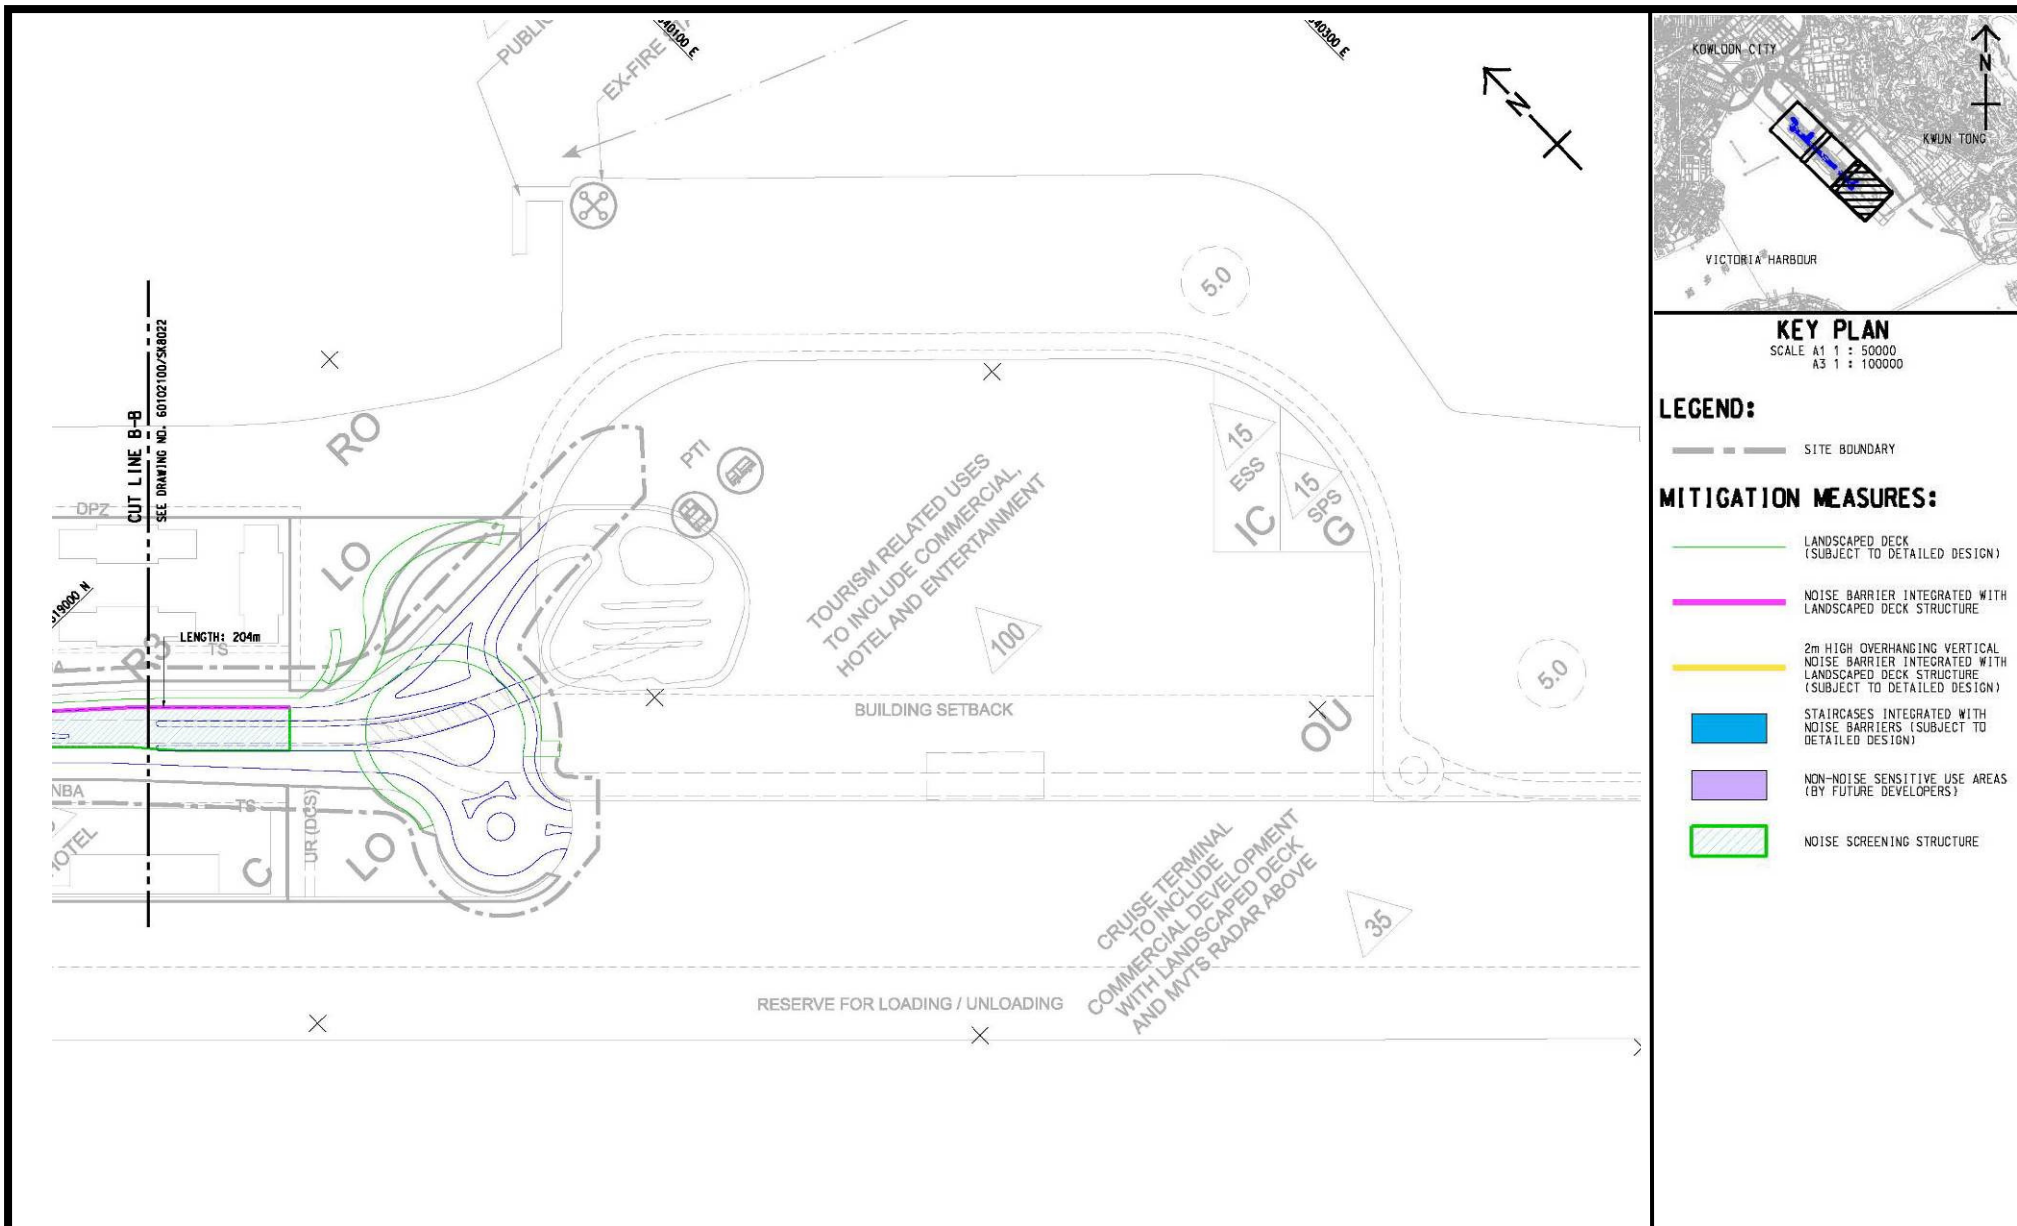 PUBLIC
EX-FIRE
40100 E
40300 E
N
CUT LINE B-B
SEE DRAWING NO. 60102100/SK8022
RO
PTI
5.0
15
ESS
15
SPS
IC
G
TOURISM RELATED USES
TO INCLUDE COMMERCIAL,
HOTEL AND ENTERTAINMENT
100
DPZ
LO
819000 N
LENGTH: 204m
R3
TS
BUILDING SETBACK
OU
5.0
NBA
TS
HOTEL
C
UR (DCS)
LO
CRUISE TERMINAL
TO INCLUDE
COMMERCIAL DEVELOPMENT
WITH LANDSCAPED DECK
AND MVTS RADAR ABOVE
35
RESERVE FOR LOADING / UNLOADING
KOWLOON CITY
N
KWUN TONG
VICTORIA HARBOUR
KEY PLAN
SCALE A1 1 : 50000
A3 1 : 100000
LEGEND:
SITE BOUNDARY
MITIGATION MEASURES:
LANDSCAPED DECK
(SUBJECT TO DETAILED DESIGN)
NOISE BARRIER INTEGRATED WITH
LANDSCAPED DECK STRUCTURE
2m HIGH OVERHANGING VERTICAL
NOISE BARRIER INTEGRATED WITH
LANDSCAPED DECK STRUCTURE
(SUBJECT TO DETAILED DESIGN)
STAIRCASES INTEGRATED WITH
NOISE BARRIERS (SUBJECT TO
DETAILED DESIGN)
NON-NOISE SENSITIVE USE AREAS
(BY FUTURE DEVELOPERS)
NOISE SCREENING STRUCTURE